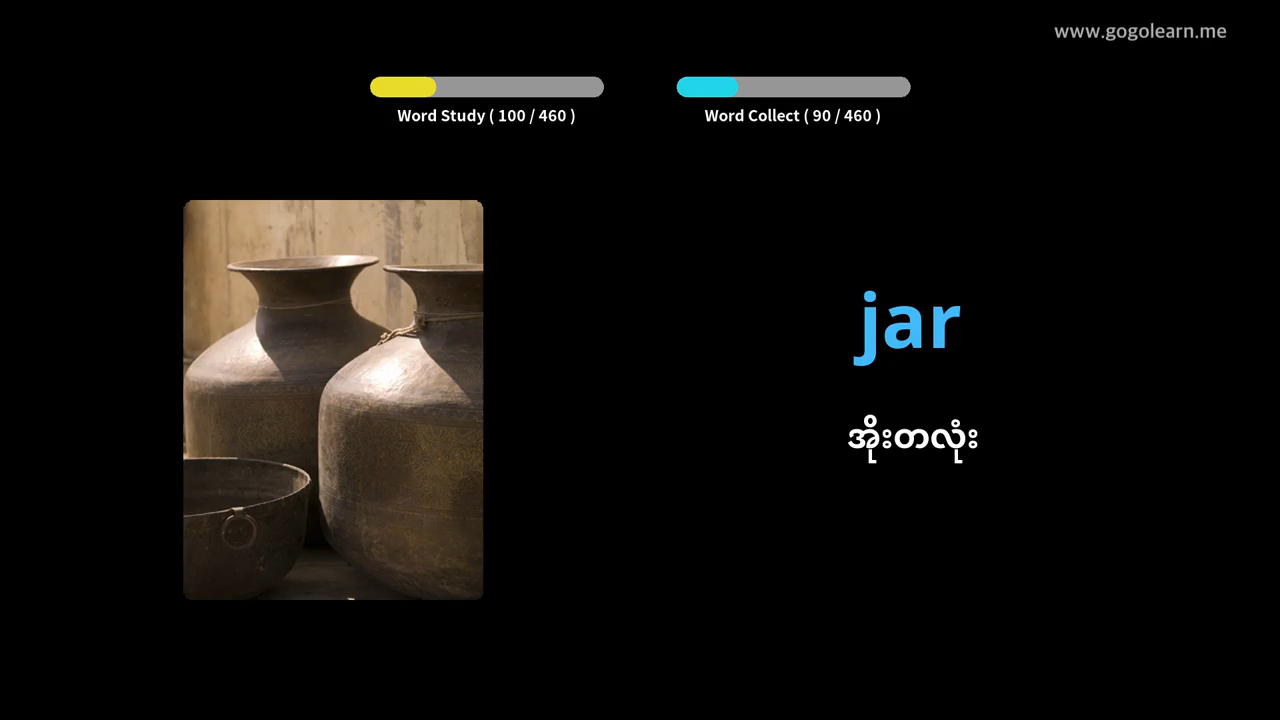 www.gogolearn.me
Word Study ( 100 / 460 )
Word Collect ( 90 / 460 )
jar
အိုးတလုံး